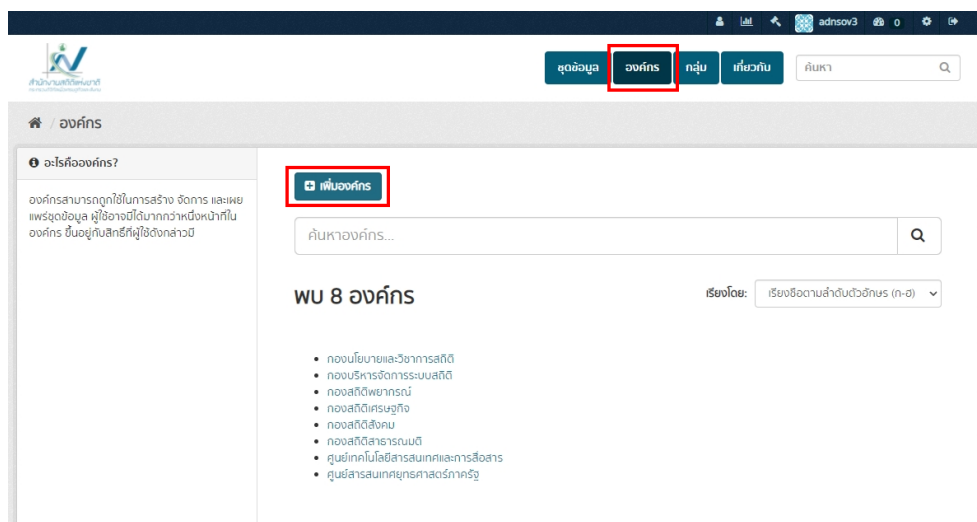 adnsov3 0
สำนักงานสถิติแห่งชาติ
ชุดข้อมูล องค์กร กลุ่ม เกี่ยวกับ ค้นหา
/ องค์กร
อะไรคือองค์กร?
องค์กรสามารถถูกใช้ในการสร้าง จัดการ และเผย
แพร่ชุดข้อมูล ผู้ใช้อาจมีได้มากกว่าหนึ่งหน้าที่ใน
องค์กร ขึ้นอยู่กับสิทธิ์ที่ผู้ใช้ดังกล่าวมี
เพิ่มองค์กร
ค้นหาองค์กร...
พบ 8 องค์กร
เรียงโดย: เรียงชื่อตามลำดับตัวอักษร (ก-ฮ)
กองนโยบายและวิชาการสถิติ
กองบริหารจัดการระบบสถิติ
กองสถิติพยากรณ์
กองสถิติเศรษฐกิจ
กองสถิติสังคม
กองสถิติสาธารณมติ
ศูนย์เทคโนโลยีสารสนเทศและการสื่อสาร
ศูนย์สารสนเทศยุทธศาสตร์ภาครัฐ